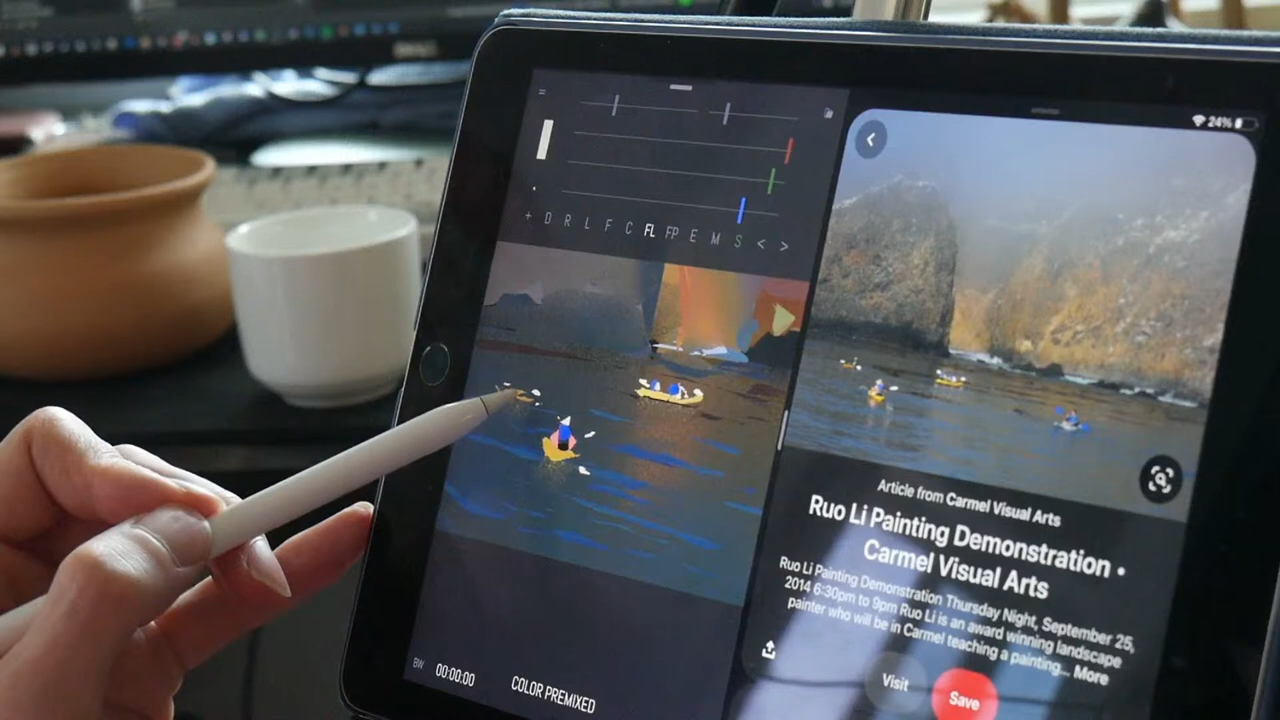 + D R L F C FL FP E M S < >
BW 00:00:00 COLOR PREMIXED
24%
Article from Carmel Visual Arts
Ruo Li Painting Demonstration •
Carmel Visual Arts
Ruo Li Painting Demonstration Thursday Night, September 25,
2014 6:30pm to 9pm Ruo Li is an award winning landscape
painter who will be in Carmel teaching a painting... More
Visit
Save